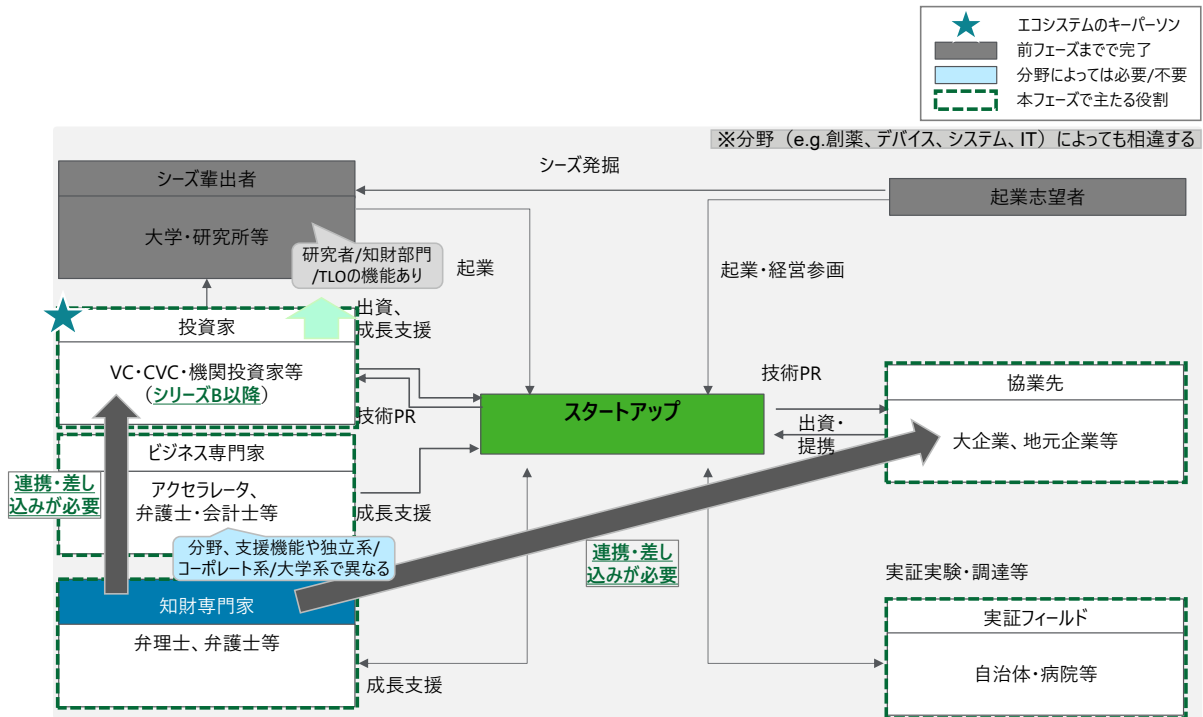 エコシステムのキーパーソン
前フェーズまでで完了
分野によっては必要/不要
本フェーズで主たる役割
※分野（e.g.創薬、デバイス、システム、IT）によっても相違する
シーズ輩出者
大学・研究所等
研究者/知財部門
/TLOの機能あり
シーズ発掘
起業志望者
起業
起業・経営参画
出資、
成長支援
投資家
VC・CVC・機関投資家等
（シリーズB以降）
技術PR
スタートアップ
技術PR
出資・
提携
協業先
大企業、地元企業等
ビジネス専門家
アクセラレータ、
弁護士・会計士等
成長支援
連携・差し
込みが必要
分野、支援機能や独立系/
コーポレート系/大学系で異なる
連携・差し
込みが必要
知財専門家
弁理士、弁護士等
成長支援
実証実験・調達等
実証フィールド
自治体・病院等